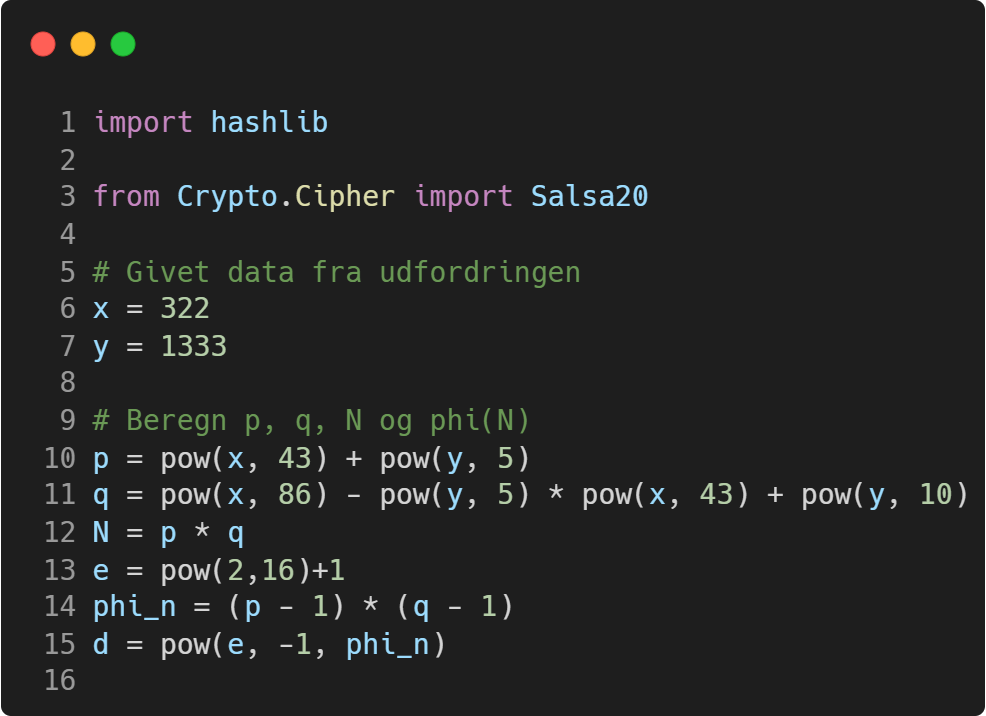 1 import hashlib
2
3 from Crypto.Cipher import Salsa20
4
5 # Givet data fra udfordringen
6 x = 322
7 y = 1333
8
9 # Beregn p, q, N og phi(N)
10 p = pow(x, 43) + pow(y, 5)
11 q = pow(x, 86) - pow(y, 5) * pow(x, 43) + pow(y, 10)
12 N = p * q
13 e = pow(2,16)+1
14 phi_n = (p - 1) * (q - 1)
15 d = pow(e, -1, phi_n)
16